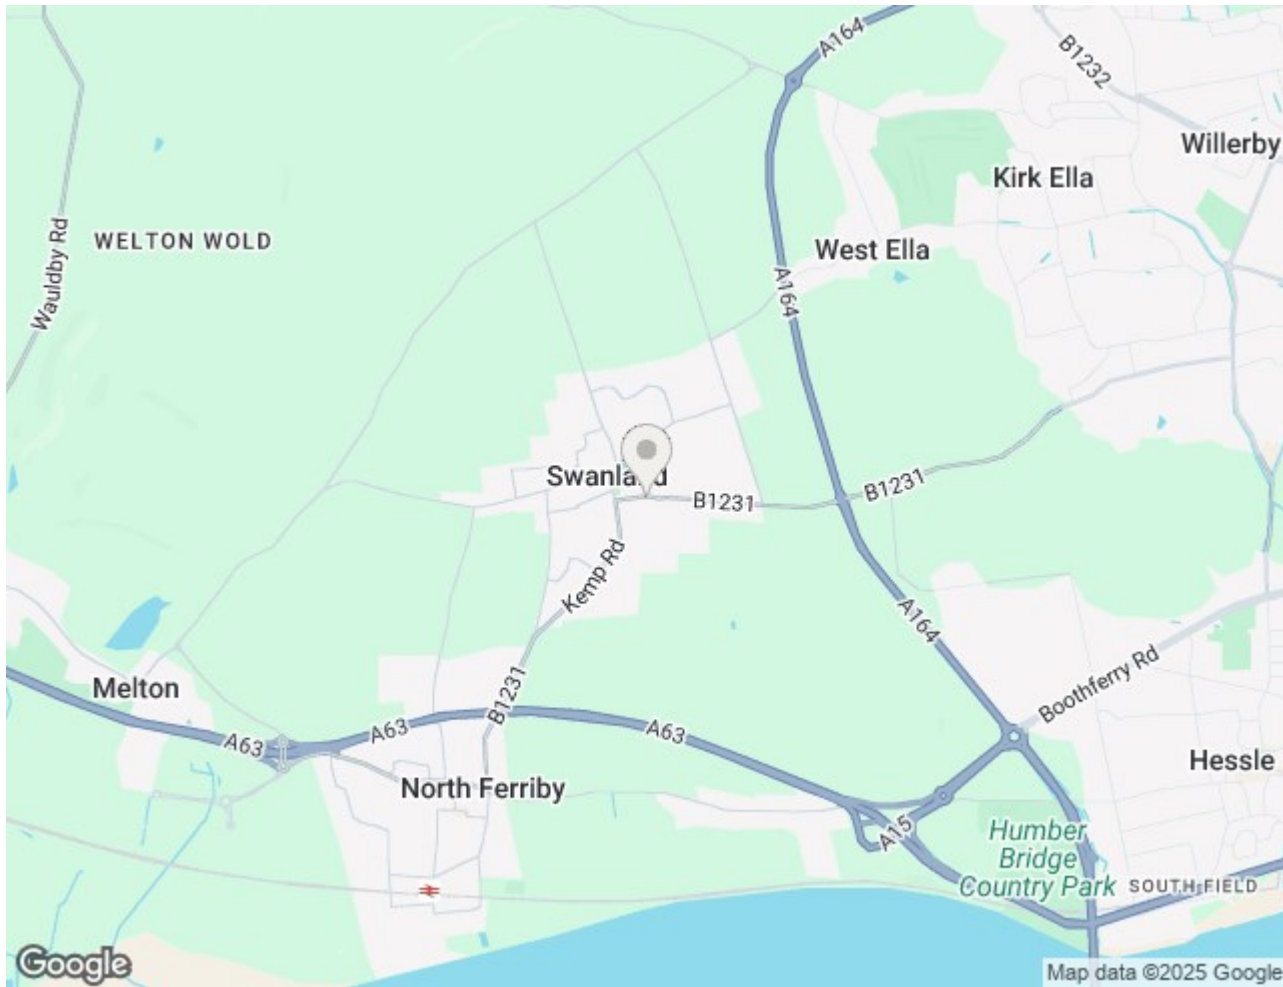 A164
B1232
Willerby
Kirk Ella
Wauldby Rd
WELTON WOLD
West Ella
A164
Swanland
B1231
B1231
Kemp Rd
A164
Boothferry Rd
Melton
B1231
A63
A63
A63
Hessle
North Ferriby
A15
Humber
Bridge
Country Park
SOUTH FIELD
Google
Map data ©2025 Google